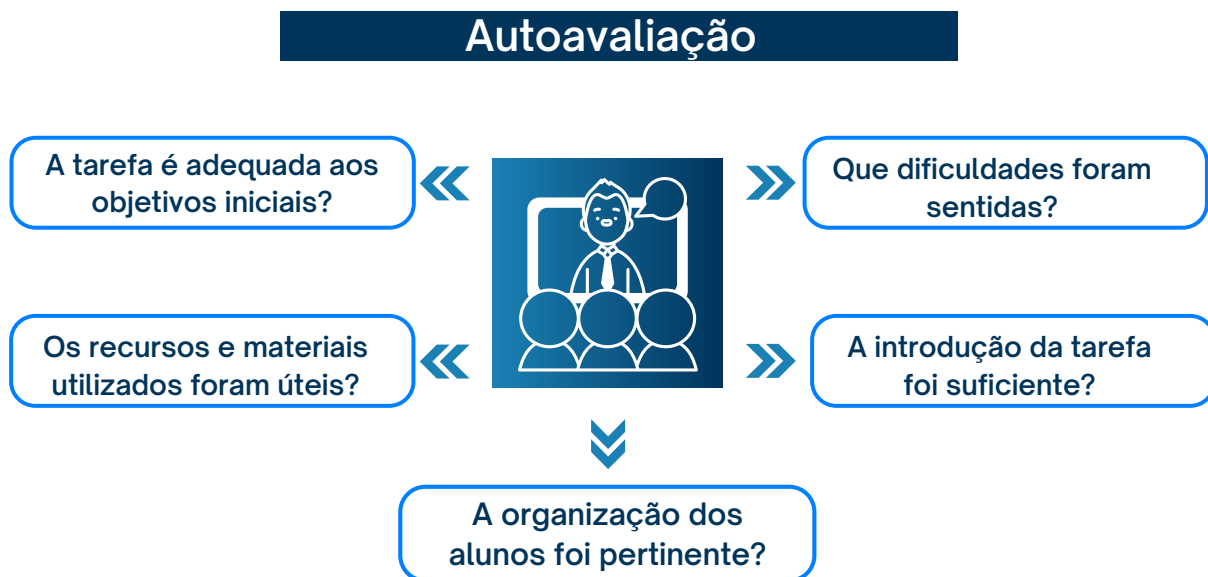 Autoavaliação
A tarefa é adequada aos
objetivos iniciais?
Que dificuldades foram
sentidas?
Os recursos e materiais
utilizados foram úteis?
A introdução da tarefa
foi suficiente?
A organização dos
alunos foi pertinente?